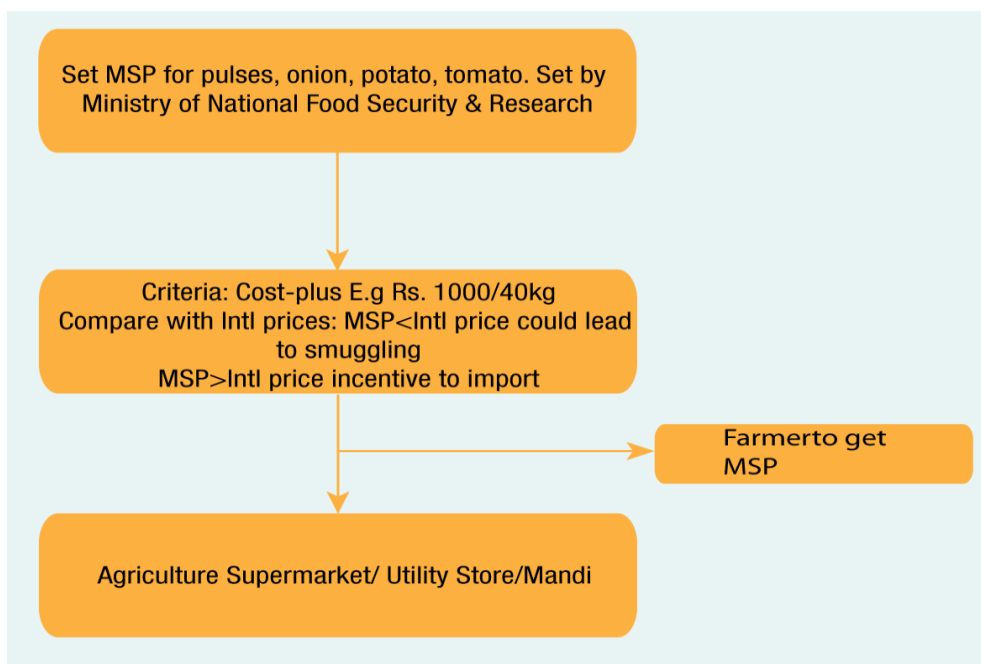 Set MSP for pulses, onion, potato, tomato. Set by
Ministry of National Food Security & Research
Criteria: Cost-plus E.g Rs. 1000/40kg
Compare with Intl prices: MSP<Intl price could lead
to smuggling
MSP>Intl price incentive to import
Farmerto get
MSP
Agriculture Supermarket/ Utility Store/Mandi